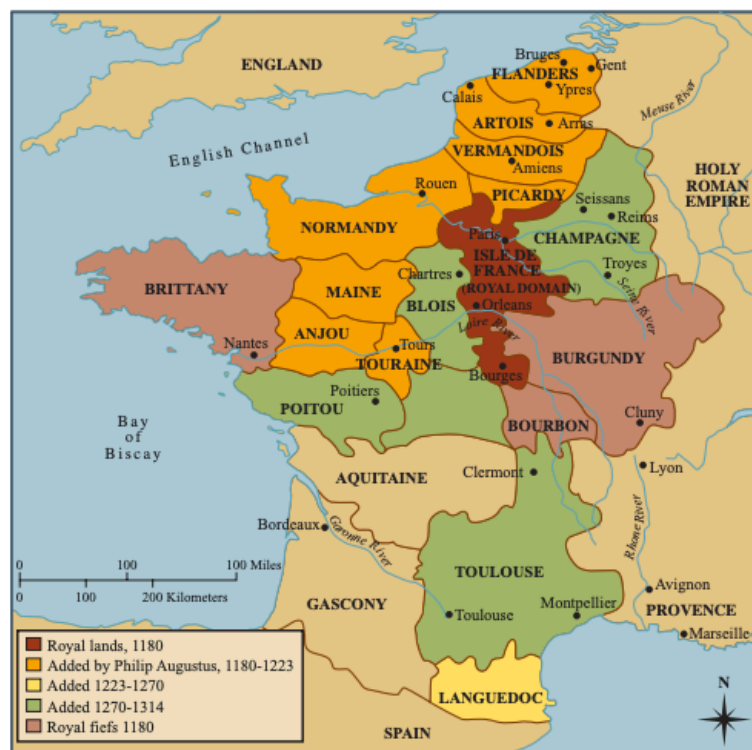 ENGLAND
Bruges
Gent
FLANDERS
Ypres
Calais
Meuse River
ARTOIS
Arras
English Channel
VERMANDOIS
Amiens
HOLY
ROMAN
EMPIRE
Rouen
PICARDY
Seissans
Reims
NORMANDY
Paris
CHAMPAGNE
ISLE DE
FRANCE
(ROYAL DOMAIN)
Chartres
Troyes
BRITTANY
MAINE
BLOIS
Orleans
Seine River
Loire River
ANJOU
Nantes
Tours
TOURAINE
BURGUNDY
Bourges
Poitiers
POITOU
BOURBON
Cluny
Bay
of
Biscay
AQUITAINE
Clermont
Lyon
Bordeaux
Garonne River
Rhone River
0 100 100 Miles
0 100 200 Kilometers
TOULOUSE
GASCONY
Toulouse
Montpellier
Avignon
PROVENCE
Marseille
Royal lands, 1180
Added by Philip Augustus, 1180-1223
Added 1223-1270
Added 1270-1314
Royal fiefs 1180
LANGUEDOC
N
SPAIN